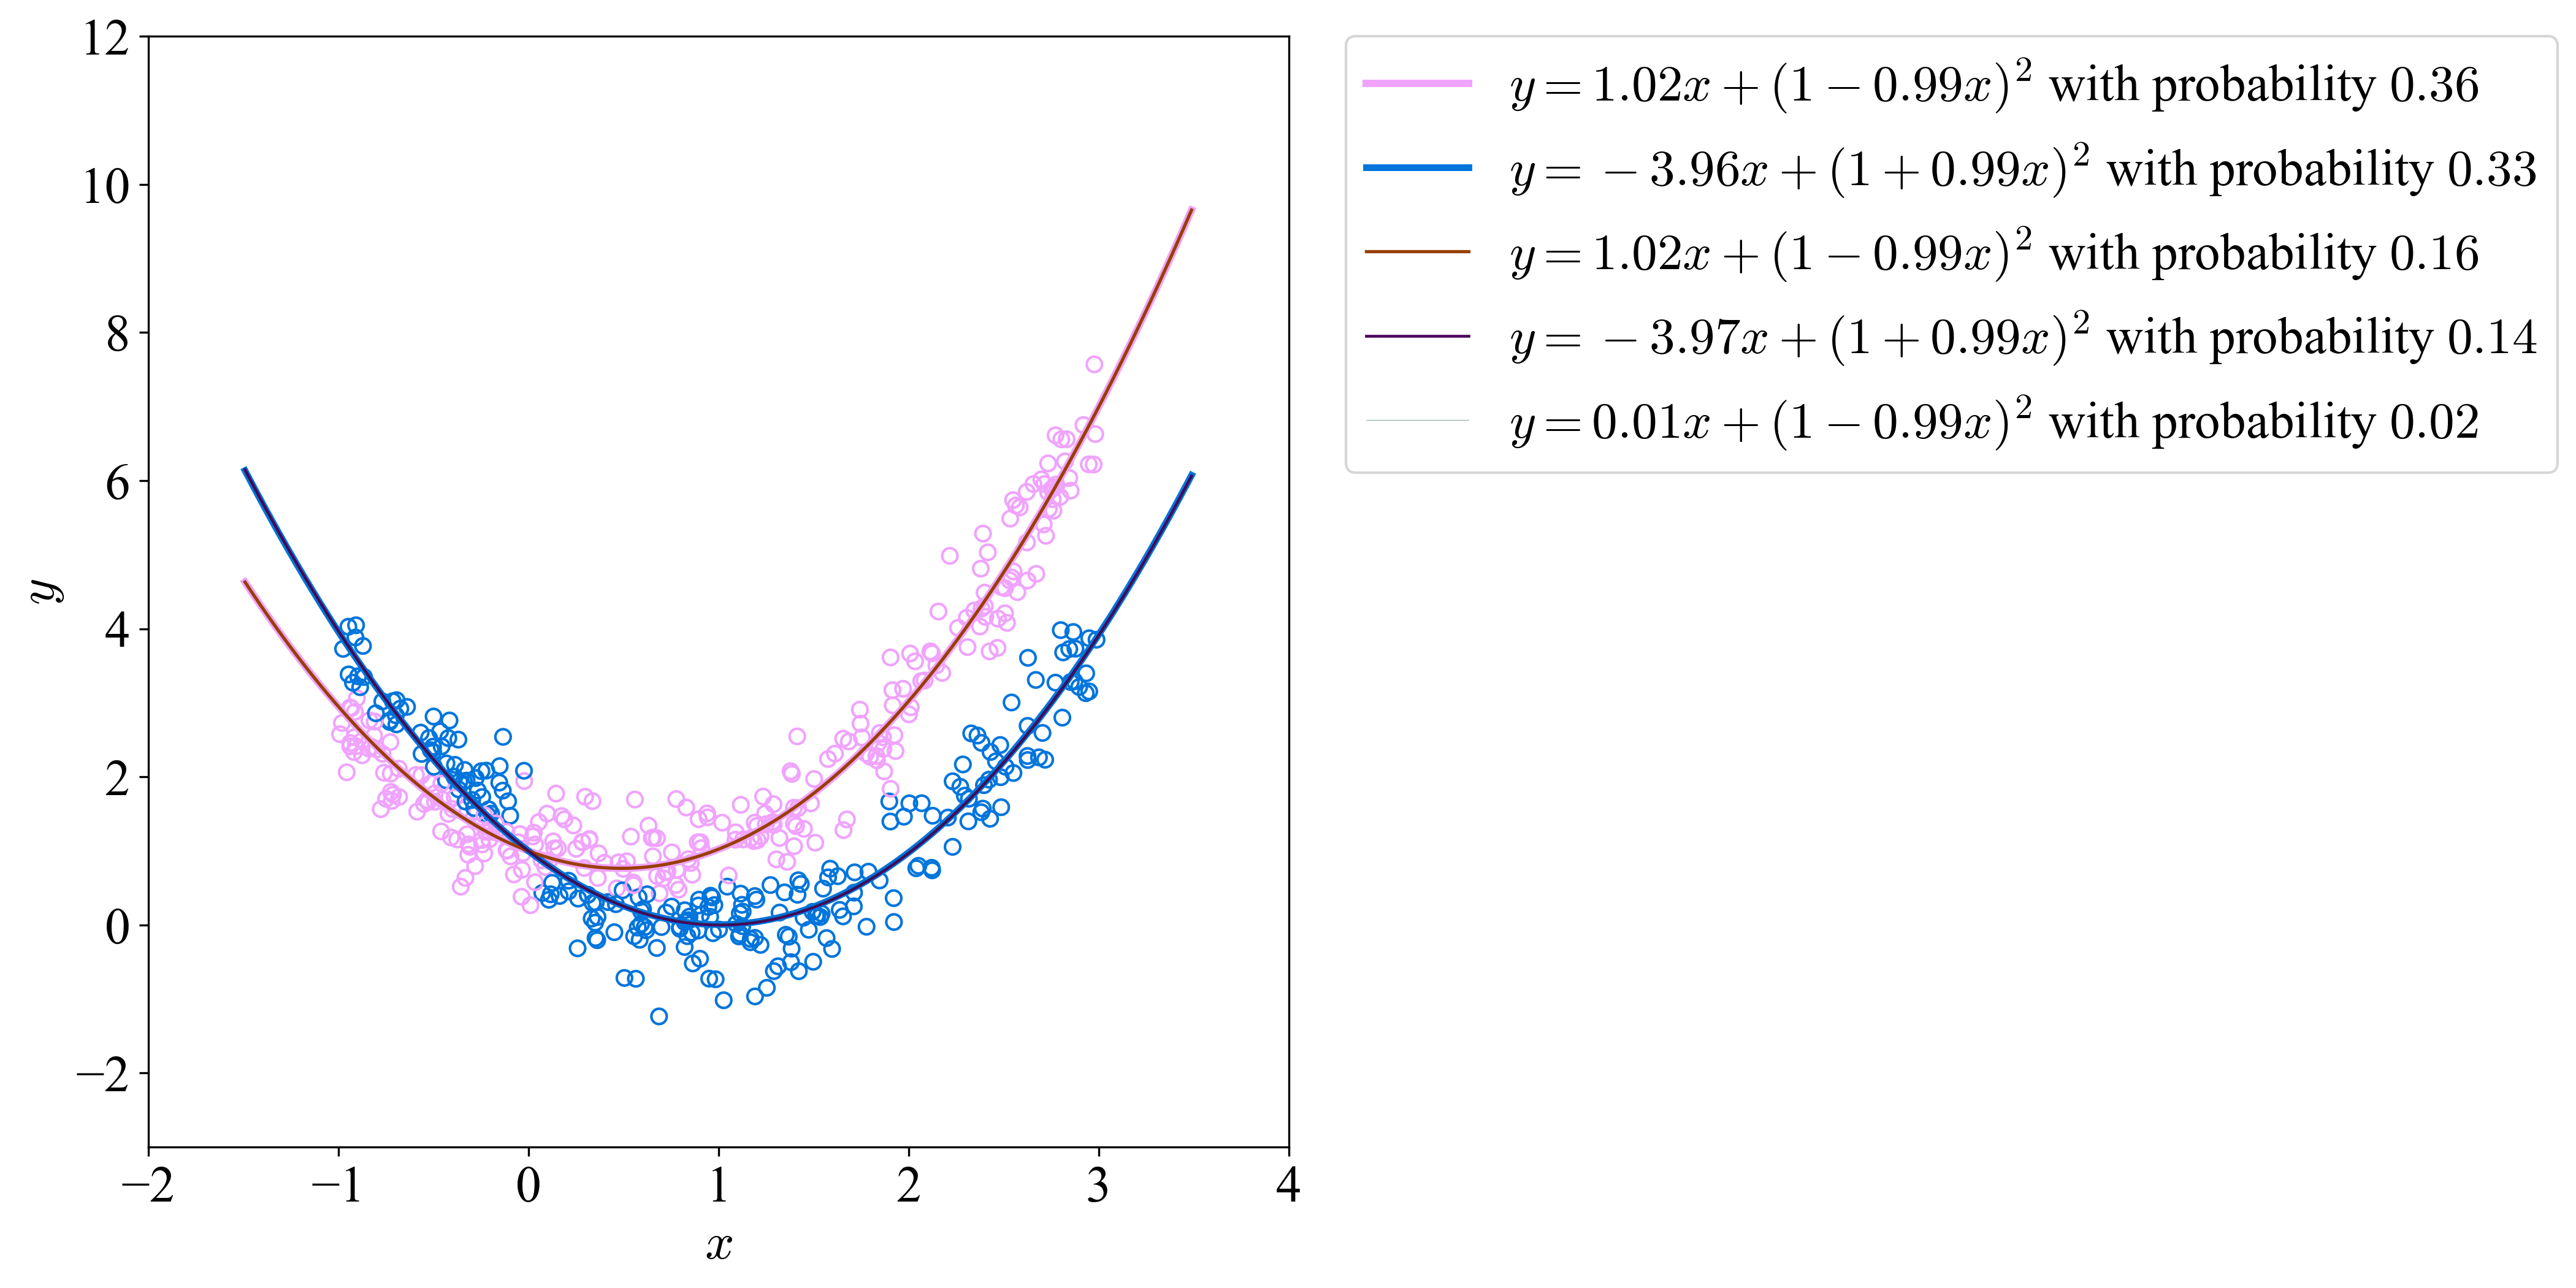 12
10
8
6
4
2
0
−2
y
−2 −1 0 1 2 3 4
x
y = 1.02x + (1 − 0.99x)² with probability 0.36
y = −3.96x + (1 + 0.99x)² with probability 0.33
y = 1.02x + (1 − 0.99x)² with probability 0.16
y = −3.97x + (1 + 0.99x)² with probability 0.14
y = 0.01x + (1 − 0.99x)² with probability 0.02